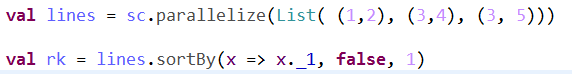 val lines = sc.parallelize(List( (1,2), (3,4), (3, 5)))
val rk = lines.sortBy(x => x._1, false, 1)